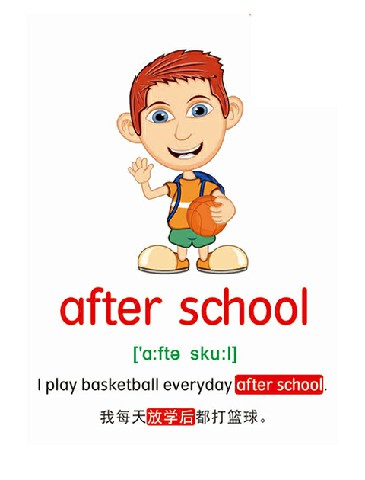 after school
['ɑ:ftə sku:l]
I play basketball everyday after school.
我每天放学后都打篮球。